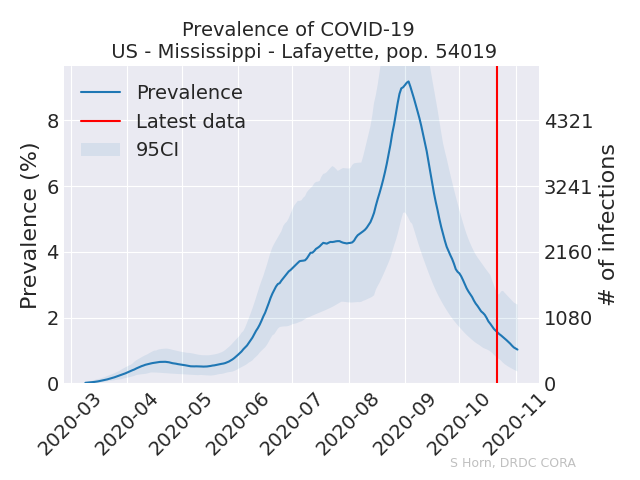 Prevalence of COVID-19
US - Mississippi - Lafayette, pop. 54019
Prevalence
Latest data
95CI
Prevalence (%)
8
6
4
2
0
4321
3241
2160
1080
0
# of infections
2020-03
2020-04
2020-05
2020-06
2020-07
2020-08
2020-09
2020-10
2020-11
S Horn, DRDC CORA